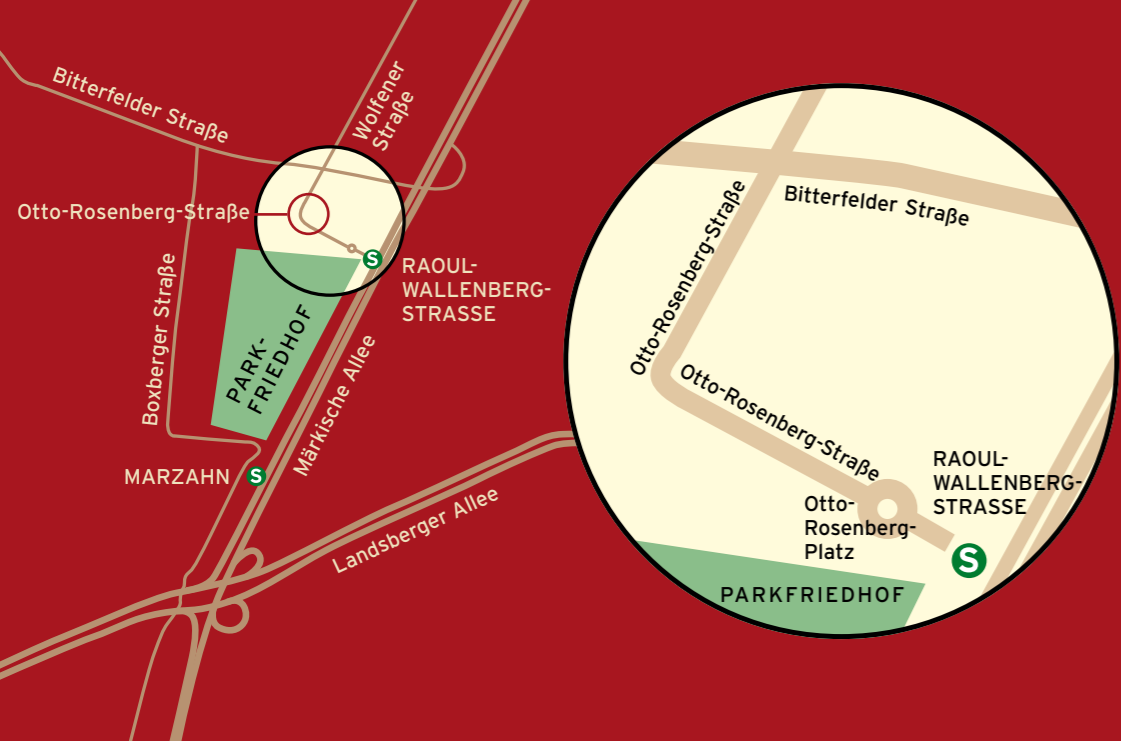 Bitterfelder Straße
Wolfener
Straße
Otto-Rosenberg-Straße
S
RAOUL-
WALLENBERG-
STRASSE
Boxberger Straße
PARK-
FRIEDHOF
Märkische Allee
MARZAHN
S
Landsberger Allee
Bitterfelder Straße
Otto-Rosenberg-Straße
Otto-Rosenberg-Straße
RAOUL-
WALLENBERG-
STRASSE
Otto-
Rosenberg-
Platz
S
PARKFRIEDHOF